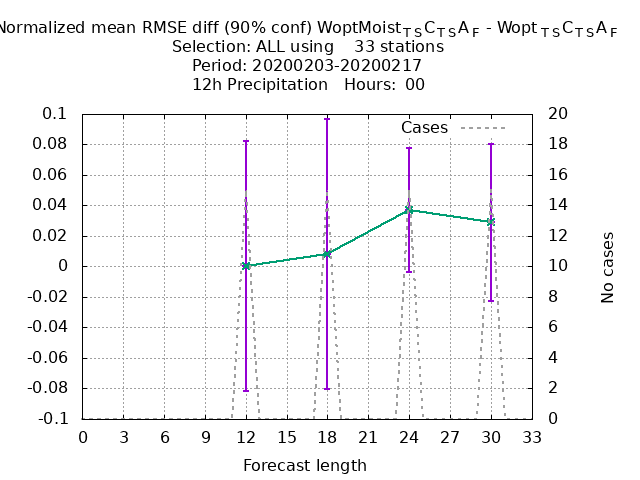 Normalized mean RMSE diff (90% conf) WoptMoist_TS C_TS A_F - Wopt_TS C_TS A_F
Selection: ALL using 33 stations
Period: 20200203-20200217
12h Precipitation Hours: 00
Cases
0.1
0.08
0.06
0.04
0.02
0
-0.02
-0.04
-0.06
-0.08
-0.1
20
18
16
14
12
10
8
6
4
2
0
No cases
0 3 6 9 12 15 18 21 24 27 30 33
Forecast length